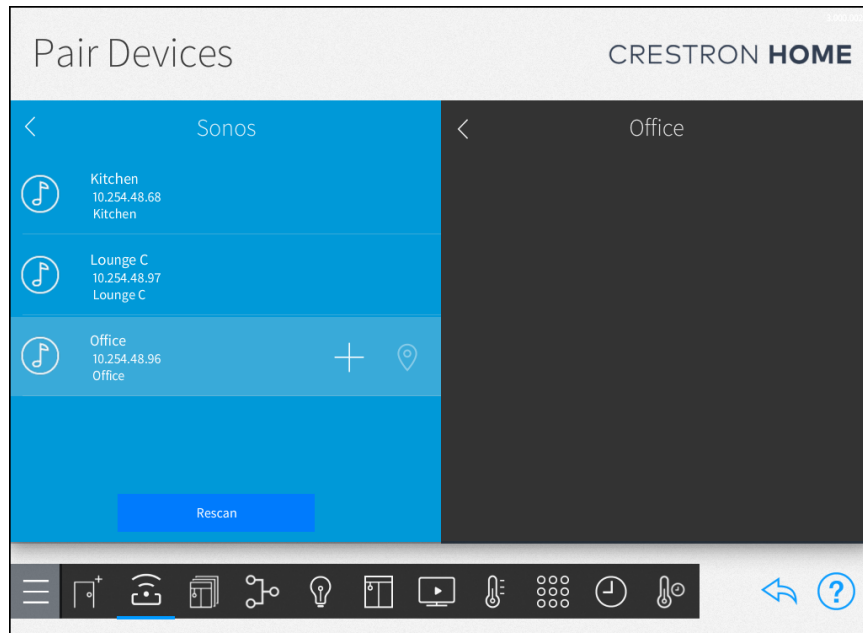 Pair Devices
CRESTRON HOME
Sonos
Office
Kitchen
10.254.48.68
Kitchen
Lounge C
10.254.48.97
Lounge C
Office
10.254.48.96
Office
Rescan
?